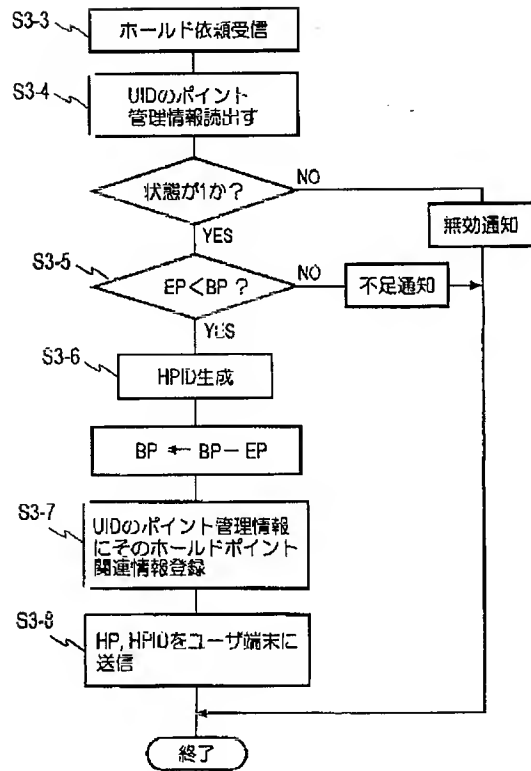 S3-3
ホールド依頼受信
S3-4
UIDのポイント
管理情報読出す
状態が1か？
NO
無効通知
YES
S3-5
EP＜BP ？
NO
不足通知
YES
S3-6
HPID生成
BP ← BP－EP
S3-7
UIDのポイント管理情報
にそのホールドポイント
関連情報登録
S3-8
HP, HPIDをユーザ端末に
送信
終了